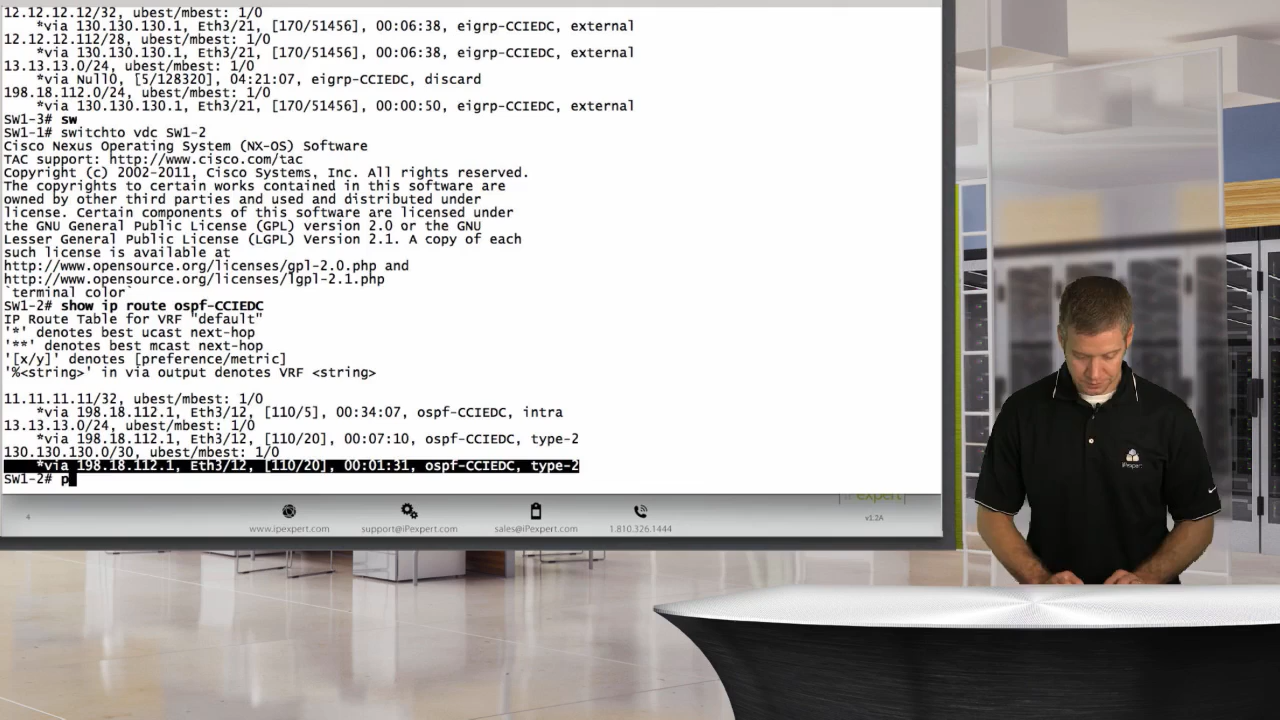 12.12.12.12/32, ubest/mbest: 1/0
*via 130.130.130.1, Eth3/21, [170/51456], 00:06:38, eigrp-CCIEDC, external
12.12.12.112/28, ubest/mbest: 1/0
*via 130.130.130.1, Eth3/21, [170/51456], 00:06:38, eigrp-CCIEDC, external
13.13.13.0/24, ubest/mbest: 1/0
*via Null0, [5/128320], 04:21:07, eigrp-CCIEDC, discard
198.18.112.0/24, ubest/mbest: 1/0
*via 130.130.130.1, Eth3/21, [170/51456], 00:00:50, eigrp-CCIEDC, external
SW1-3# sw
SW1-1# switchto vdc SW1-2
Cisco Nexus Operating System (NX-OS) Software
TAC support: http://www.cisco.com/tac
Copyright (c) 2002-2011, Cisco Systems, Inc. All rights reserved.
The copyrights to certain works contained in this software are
owned by other third parties and used and distributed under
license. Certain components of this software are licensed under
the GNU General Public License (GPL) version 2.0 or the GNU
Lesser General Public License (LGPL) Version 2.1. A copy of each
such license is available at
http://www.opensource.org/licenses/gpl-2.0.php and
http://www.opensource.org/licenses/lgpl-2.1.php
`terminal color`
SW1-2# show ip route ospf-CCIEDC
IP Route Table for VRF "default"
'*' denotes best ucast next-hop
'**' denotes best mcast next-hop
'[x/y]' denotes [preference/metric]
'%<string>' in via output denotes VRF <string>
11.11.11.11/32, ubest/mbest: 1/0
*via 198.18.112.1, Eth3/12, [110/5], 00:34:07, ospf-CCIEDC, intra
13.13.13.0/24, ubest/mbest: 1/0
*via 198.18.112.1, Eth3/12, [110/20], 00:07:10, ospf-CCIEDC, type-2
130.130.130.0/30, ubest/mbest: 1/0
*via 198.18.112.1, Eth3/12, [110/20], 00:01:31, ospf-CCIEDC, type-2
SW1-2# p
4
www.ipexpert.com
support@iPexpert.com
sales@iPexpert.com
1.810.326.1444
expert
v1.2A
iPexpert